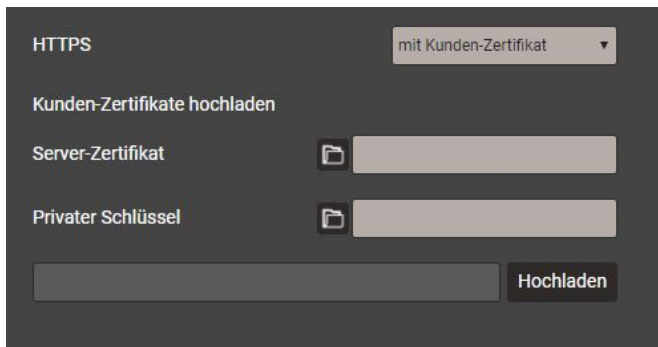 HTTPS mit Kunden-Zertifikat
Kunden-Zertifikate hochladen
Server-Zertifikat
Privater Schlüssel
Hochladen